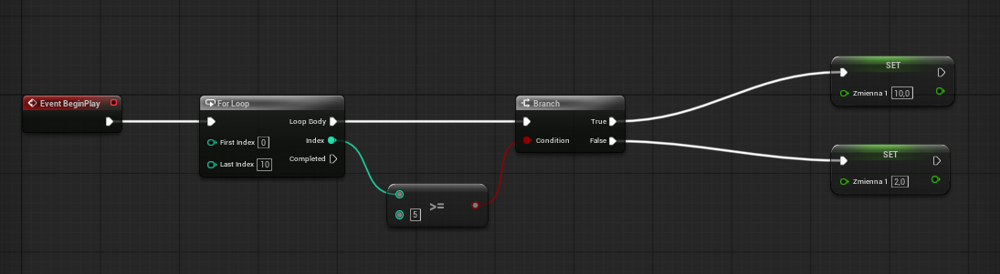 Event BeginPlay
For Loop
Loop Body
First Index 0
Index
Last Index 10
Completed
>=
5
Branch
True
Condition
False
SET
Zmienna 1 10,0
SET
Zmienna 1 2,0